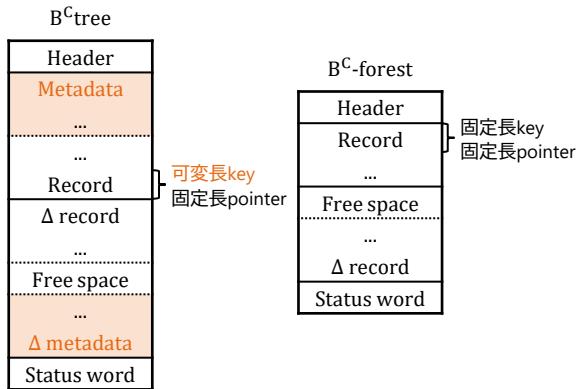 Bᶜtree
Header
Metadata
...
...
Record
Δ record
...
Free space
...
Δ metadata
Status word
可変長key
固定長pointer
Bᶜ-forest
Header
Record
...
Free space
...
Δ record
Status word
固定長key
固定長pointer